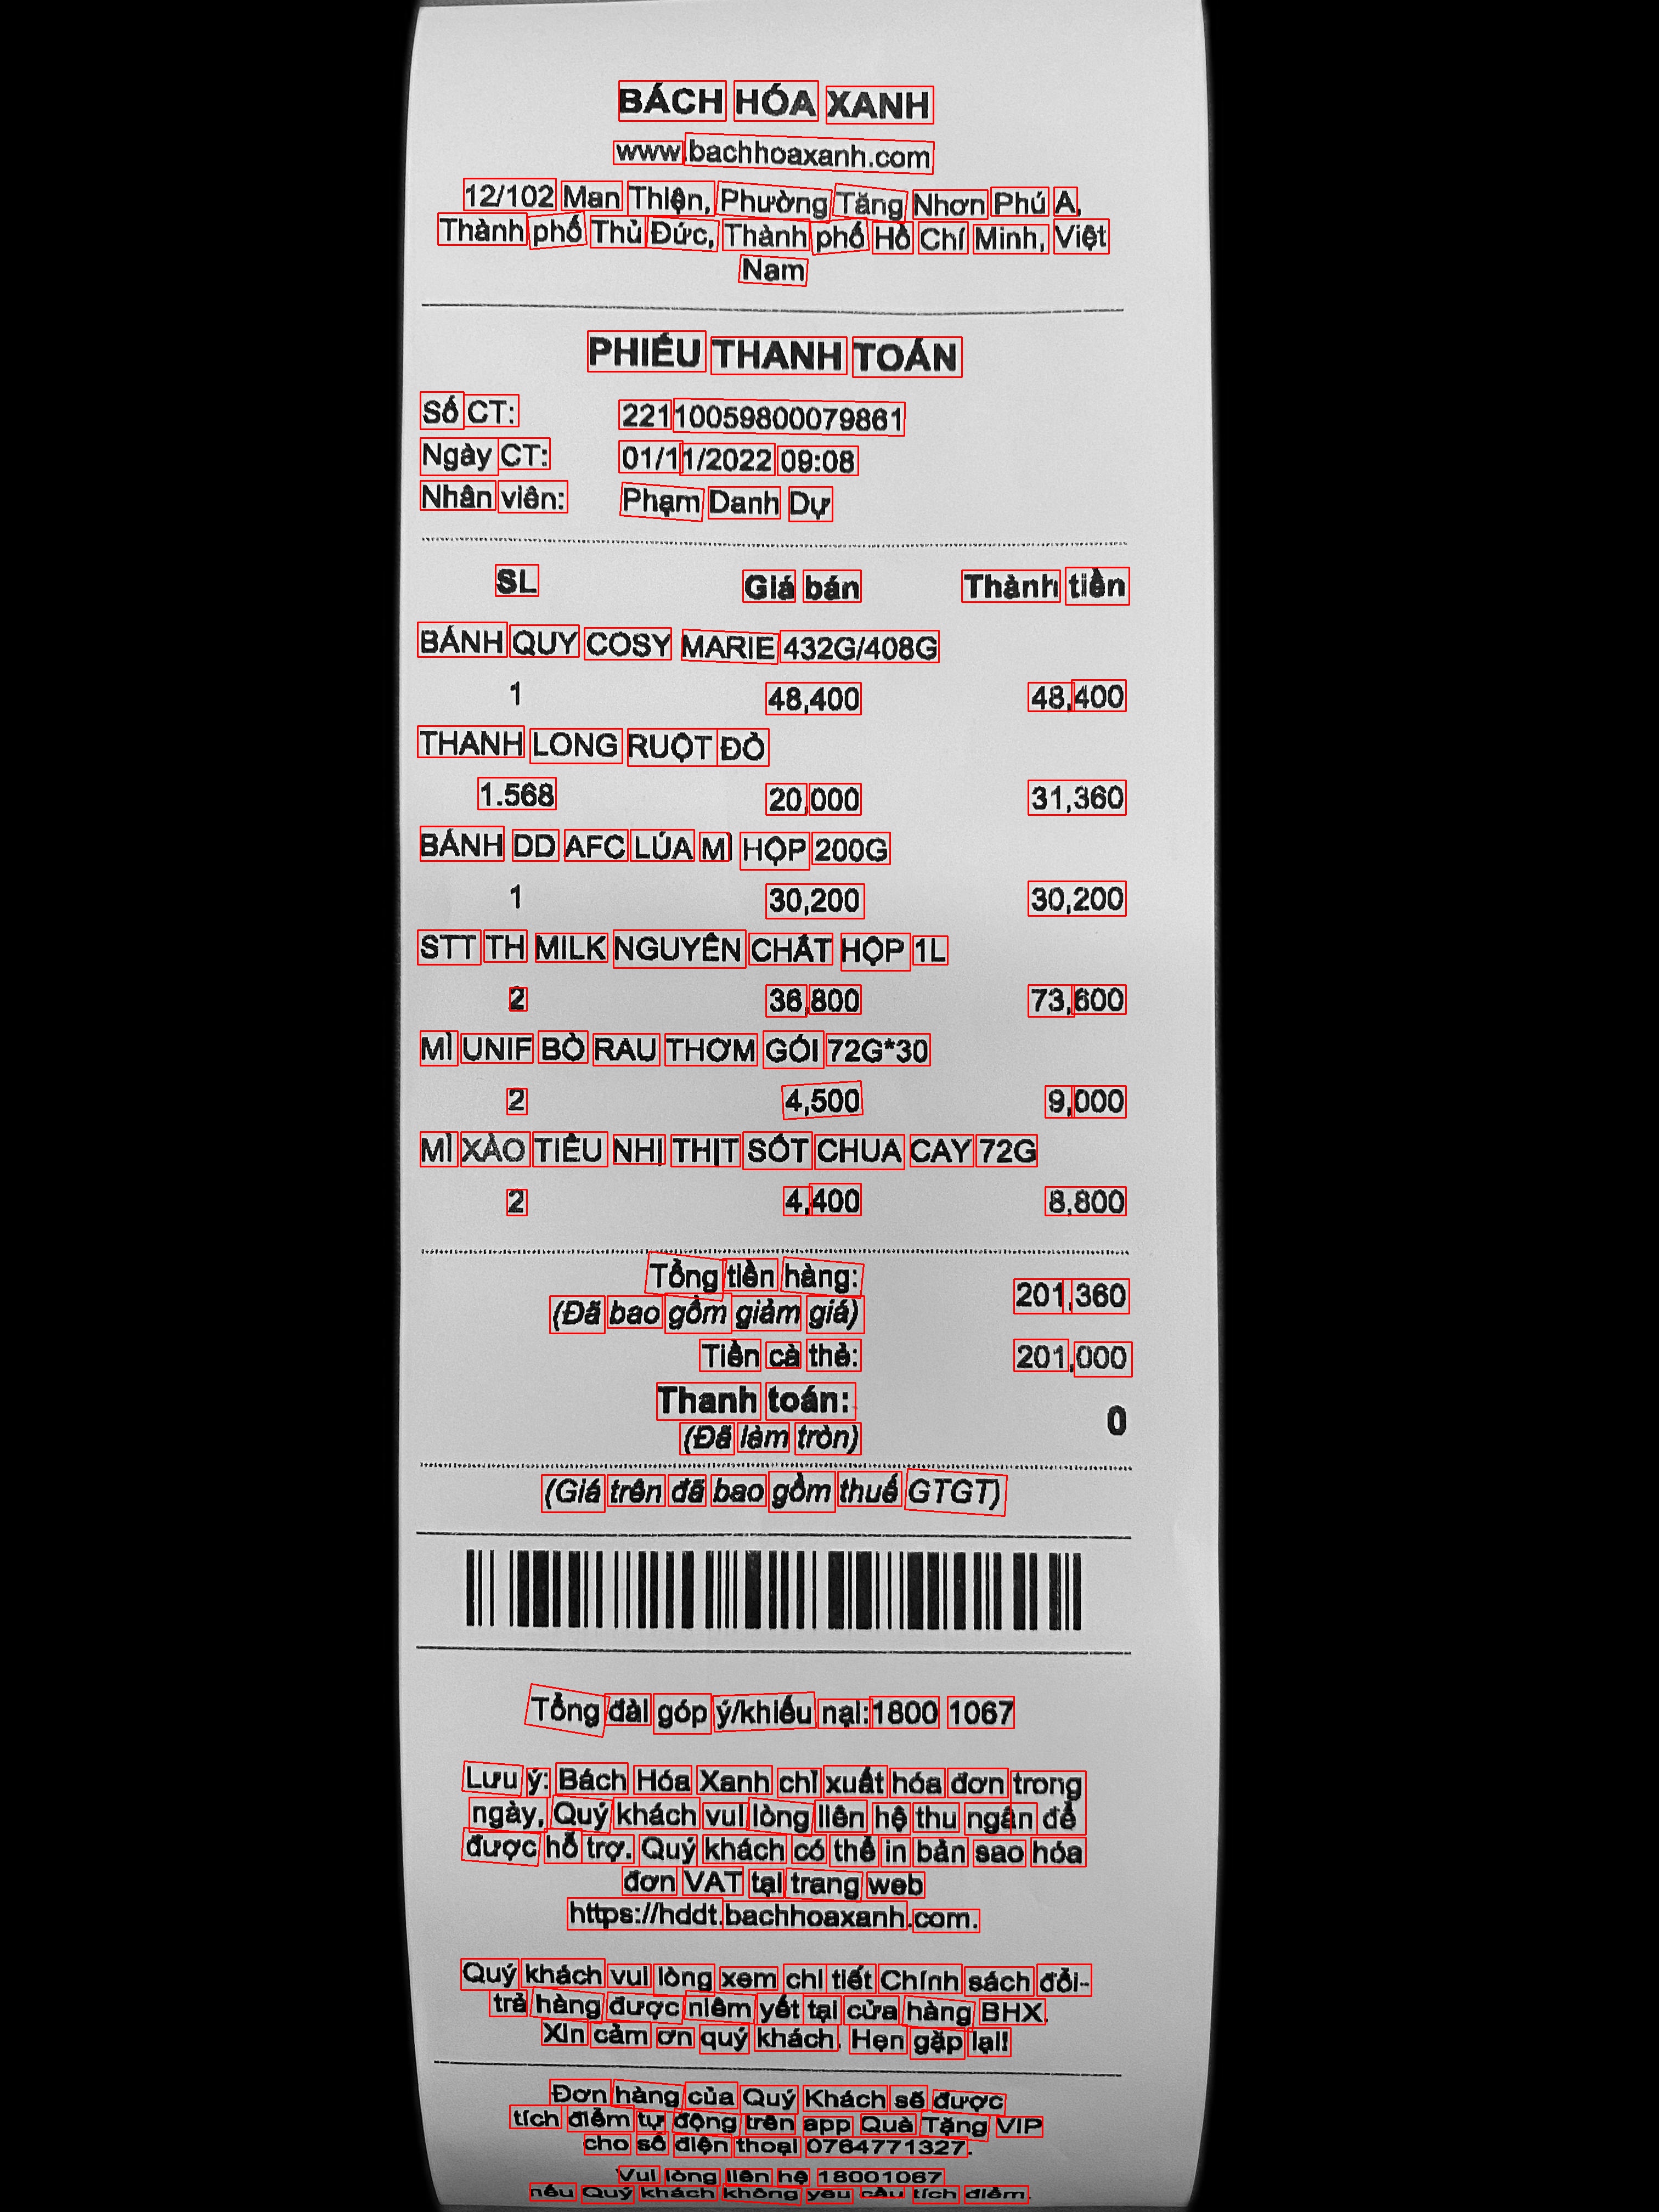 BÁCH HÓA XANH
www.bachhoaxanh.com
12/102 Man Thiện, Phường Tăng Nhơn Phú A,
Thành phố Thủ Đức, Thành phố Hồ Chí Minh, Việt
Nam
PHIẾU THANH TOÁN
Số CT: 22110059800079861
Ngày CT: 01/11/2022 09:08
Nhân viên: Phạm Danh Dự
SL Giá bán Thành tiền
BÁNH QUY COSY MARIE 432G/408G
1 48,400 48,400
THANH LONG RUỘT ĐỎ
1.568 20,000 31,360
BÁNH DD AFC LÚA MÌ HỘP 200G
1 30,200 30,200
STT TH MILK NGUYÊN CHẤT HỘP 1L
2 36,800 73,600
MÌ UNIF BÒ RAU THƠM GÓI 72G*30
2 4,500 9,000
MÌ XÀO TIẾU NHỊ THỊT SỐT CHUA CAY 72G
2 4,400 8,800
Tổng tiền hàng: 201,360
(Đã bao gồm giảm giá)
Tiền cà thẻ: 201,000
Thanh toán: 0
(Đã làm tròn)
(Giá trên đã bao gồm thuế GTGT)
Tổng đài góp ý/khiếu nại:1800 1067
Lưu ý: Bách Hóa Xanh chỉ xuất hóa đơn trong
ngày, Quý khách vui lòng liên hệ thu ngân để
được hỗ trợ. Quý khách có thể in bản sao hóa
đơn VAT tại trang web
https://hddt.bachhoaxanh.com.
Quý khách vui lòng xem chi tiết Chính sách đổi-
trả hàng được niêm yết tại cửa hàng BHX.
Xin cảm ơn quý khách. Hẹn gặp lại!
Đơn hàng của Quý Khách sẽ được
tích điểm tự động trên app Quà Tặng VIP
cho số điện thoại 0764771327.
Vui lòng liên hệ 18001067
nếu Quý khách không yêu cầu tích điểm.